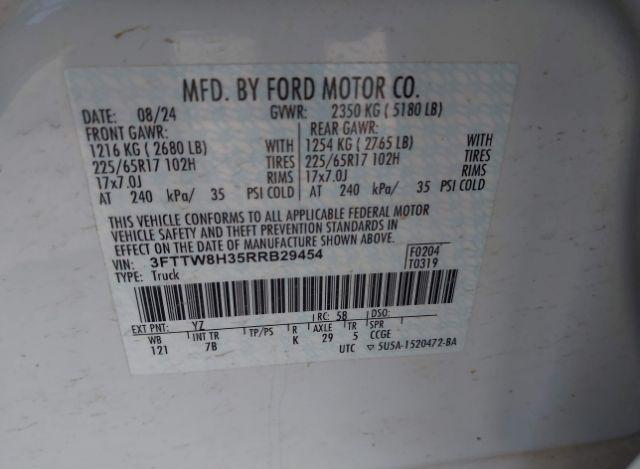 MFD. BY FORD MOTOR CO.
DATE: 08/24 GVWR: 2350 KG ( 5180 LB)
FRONT GAWR: REAR GAWR:
1216 KG ( 2680 LB) WITH 1254 KG ( 2765 LB) WITH
225/65R17 102H TIRES 225/65R17 102H TIRES
17x7.0J RIMS 17x7.0J RIMS
AT 240 kPa/ 35 PSI COLD AT 240 kPa/ 35 PSI COLD
THIS VEHICLE CONFORMS TO ALL APPLICABLE FEDERAL MOTOR
VEHICLE SAFETY AND THEFT PREVENTION STANDARDS IN
EFFECT ON THE DATE OF MANUFACTURE SHOWN ABOVE.
VIN: 3FTTW8H35RRB29454 F0204
TYPE: Truck T0319
EXT PNT: YZ RC: 58 DSO:
WB INT TR TP/PS R AXLE TR SPR
121 7B K 29 5 CCGE
UTC ▽ 5U5A-1520472-BA